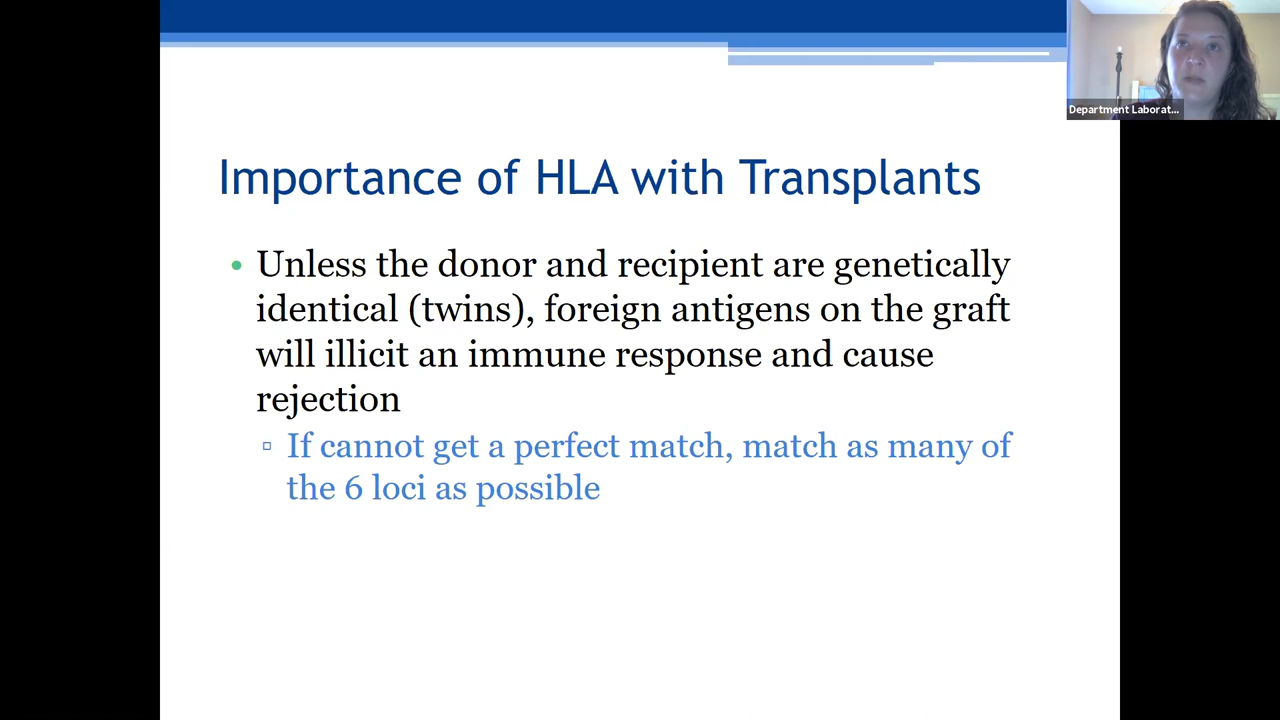 Department Laborat...
Importance of HLA with Transplants
• Unless the donor and recipient are genetically
identical (twins), foreign antigens on the graft
will illicit an immune response and cause
rejection
▫ If cannot get a perfect match, match as many of
the 6 loci as possible